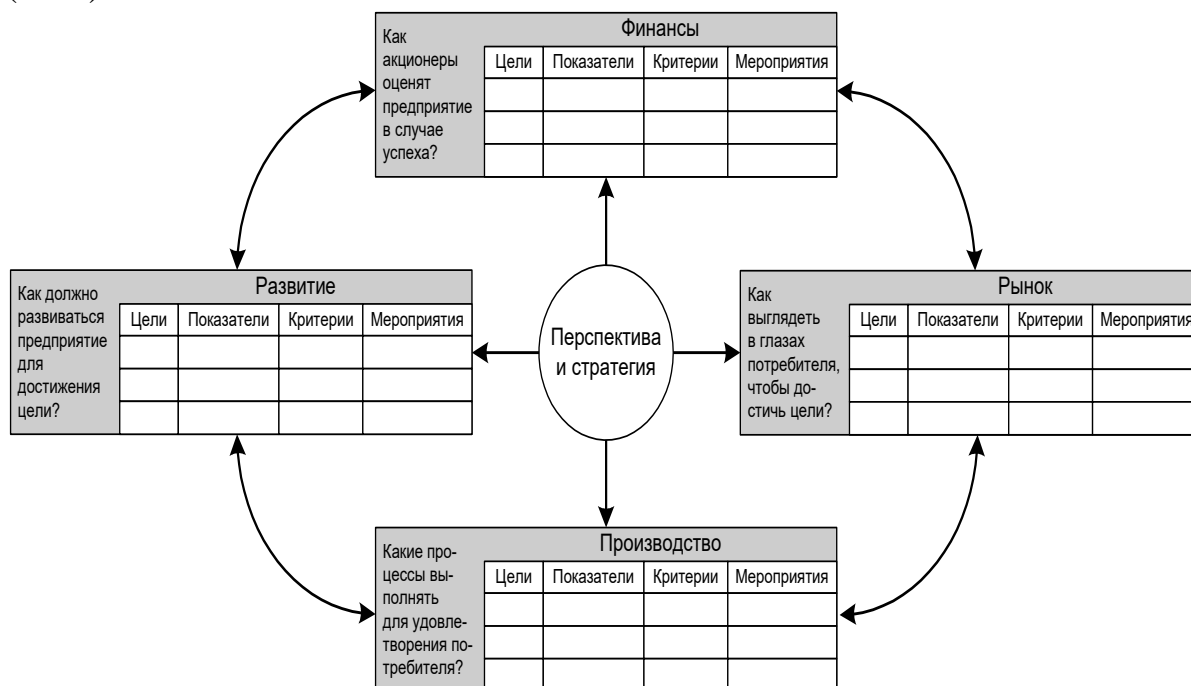 Финансы
Как
акционеры
оценят
предприятие
в случае
успеха?
Цели Показатели Критерии Мероприятия
Развитие
Как должно
развиваться
предприятие
для
достижения
цели?
Цели Показатели Критерии Мероприятия
Перспектива
и стратегия
Рынок
Как
выглядеть
в глазах
потребителя,
чтобы до-
стичь цели?
Цели Показатели Критерии Мероприятия
Производство
Какие про-
цессы вы-
полнять
для удовле-
творения по-
требителя?
Цели Показатели Критерии Мероприятия